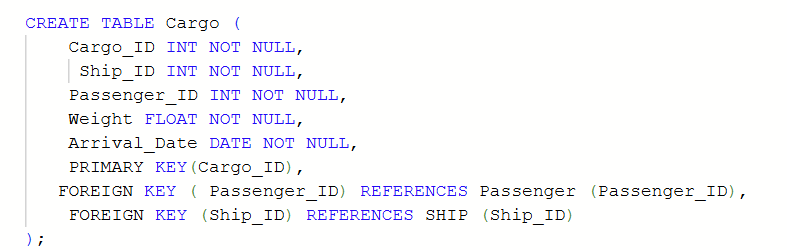 CREATE TABLE Cargo (
Cargo_ID INT NOT NULL,
Ship_ID INT NOT NULL,
Passenger_ID INT NOT NULL,
Weight FLOAT NOT NULL,
Arrival_Date DATE NOT NULL,
PRIMARY KEY(Cargo_ID),
FOREIGN KEY ( Passenger_ID) REFERENCES Passenger (Passenger_ID),
FOREIGN KEY (Ship_ID) REFERENCES SHIP (Ship_ID)
);